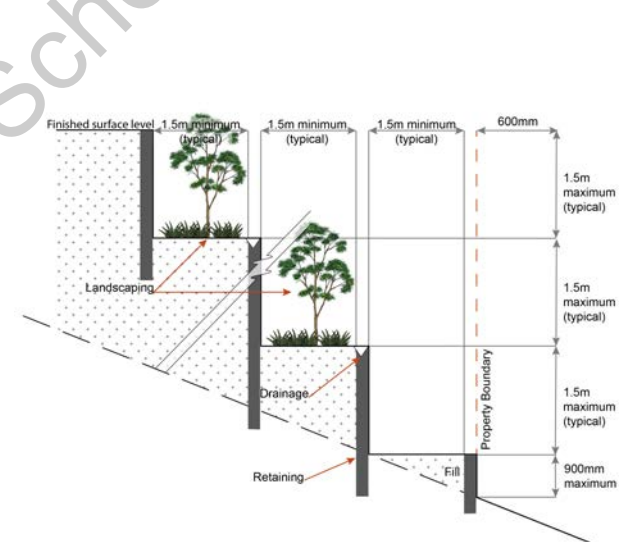 Sche
Finished surface level
1.5m minimum
(typical)
1.5m minimum
(typical)
1.5m minimum
(typical)
600mm
1.5m
maximum
(typical)
Landscaping
1.5m
maximum
(typical)
Drainage
Property Boundary
1.5m
maximum
(typical)
Retaining
Fill
900mm
maximum